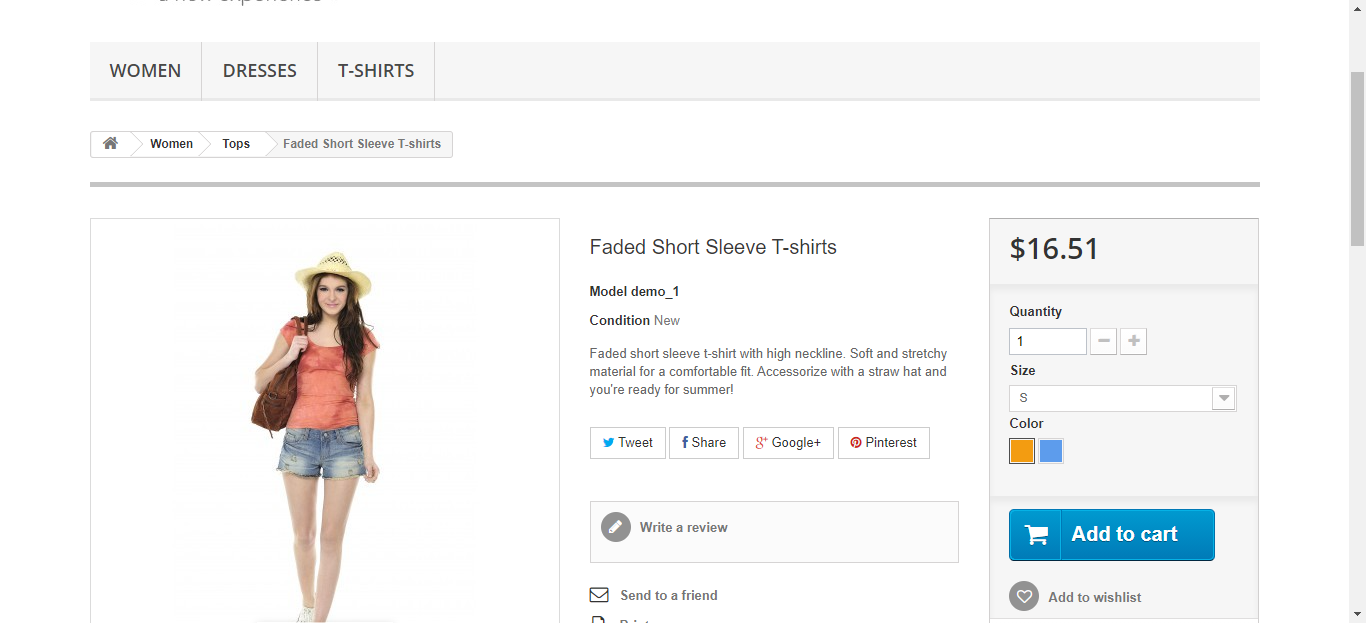 a new experience
WOMEN
DRESSES
T-SHIRTS
Women
Tops
Faded Short Sleeve T-shirts
Faded Short Sleeve T-shirts
Model demo_1
Condition New
Faded short sleeve t-shirt with high neckline. Soft and stretchy
material for a comfortable fit. Accessorize with a straw hat and
you're ready for summer!
Tweet
Share
Google+
Pinterest
Write a review
Send to a friend
Print
$16.51
Quantity
1
Size
S
Color
Add to cart
Add to wishlist